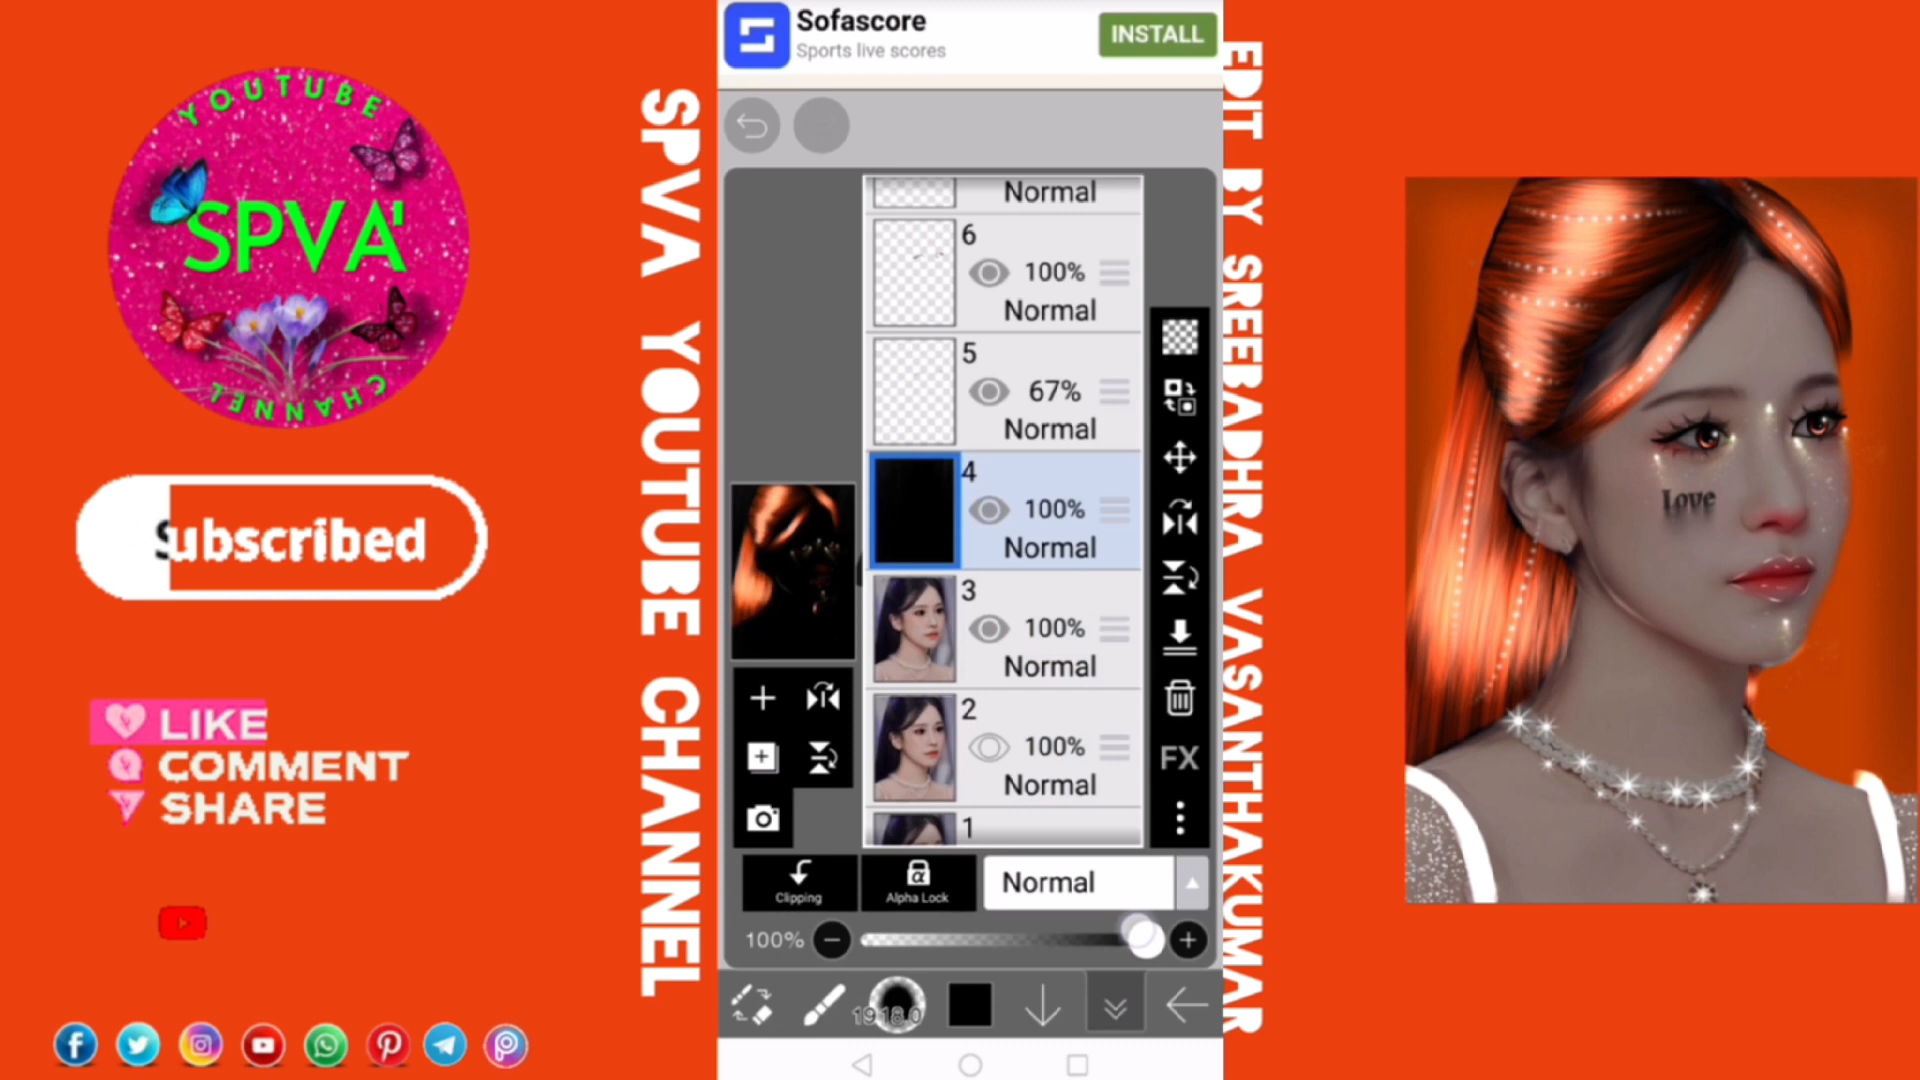 YOUTUBE
SPVA'
CHANNEL
Subscribed
LIKE
COMMENT
SHARE
SPVA YOUTUBE CHANNEL
Sofascore
Sports live scores
INSTALL
Normal
6
100%
Normal
5
67%
Normal
4
100%
Normal
3
100%
Normal
2
100%
Normal
1
FX
Clipping
α
Alpha Lock
Normal
100%
1918.0
EDIT BY SREEBADHRA VASANTHAKUMAR
Love